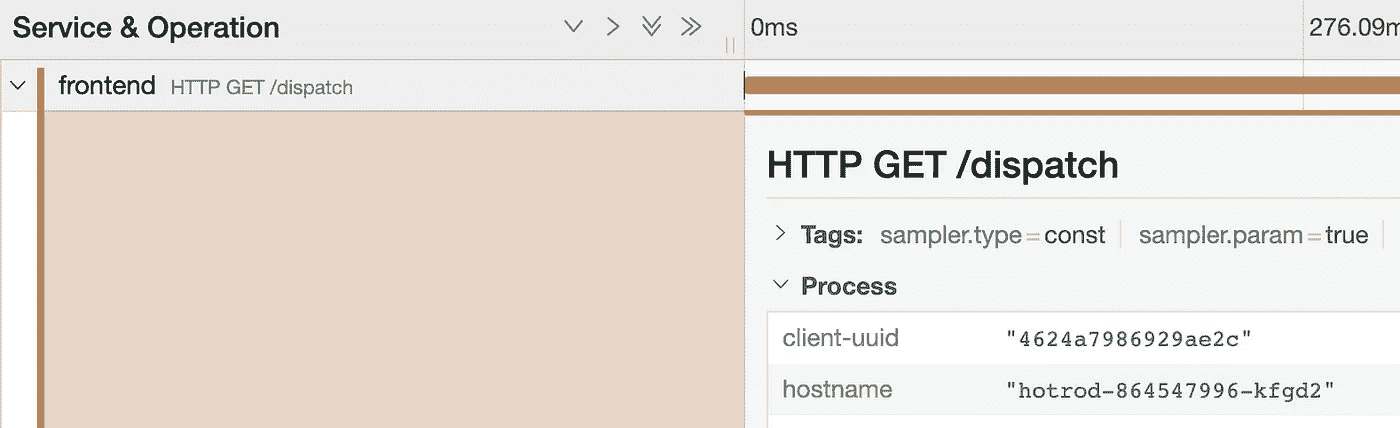 Service & Operation
0ms
276.09m
frontend HTTP GET /dispatch
HTTP GET /dispatch
Tags: sampler.type=const sampler.param=true
Process
client-uuid "4624a7986929ae2c"
hostname "hotrod-864547996-kfgd2"